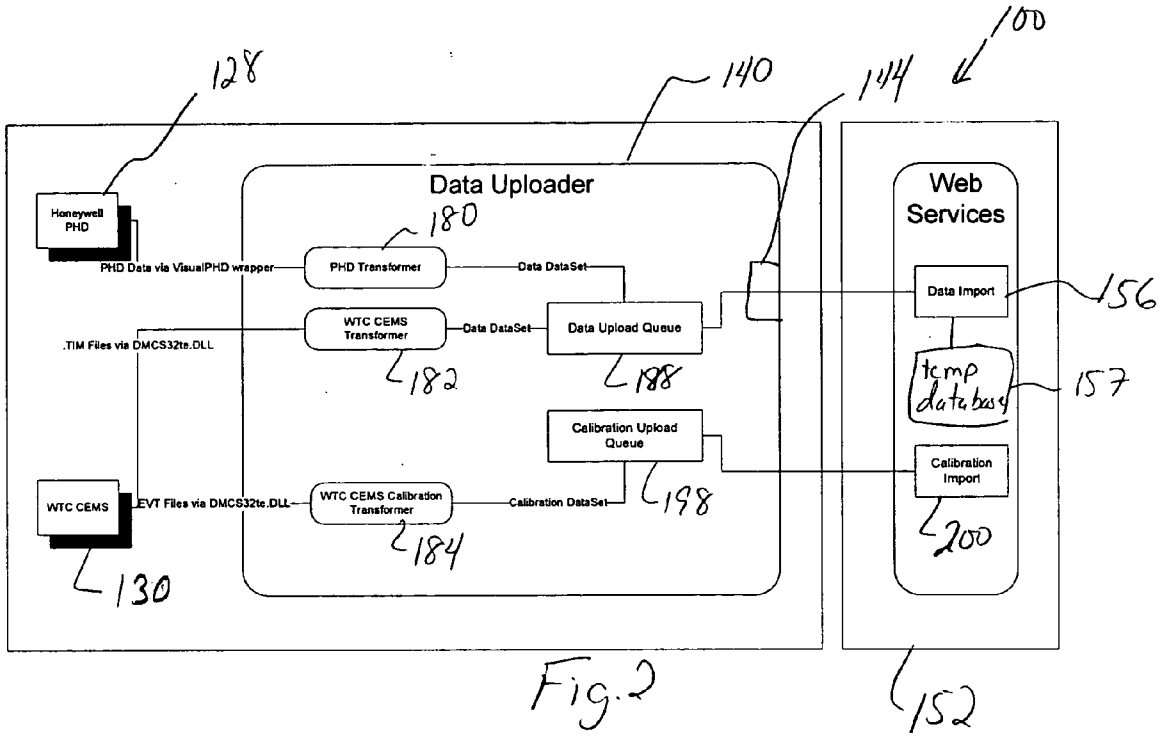 100
128
140
144
Data Uploader
Web
Services
Honeywell
PHD
180
PHD Data via VisualPHD wrapper
PHD Transformer
Data DataSet
Data Import
156
.TIM Files via DMCS32te.DLL
WTC CEMS
Transformer
Data DataSet
Data Upload Queue
182
188
temp
database
157
Calibration Upload
Queue
Calibration
Import
WTC CEMS
EVT Files via DMCS32te.DLL
WTC CEMS Calibration
Transformer
Calibration DataSet
198
200
184
130
Fig.2
152